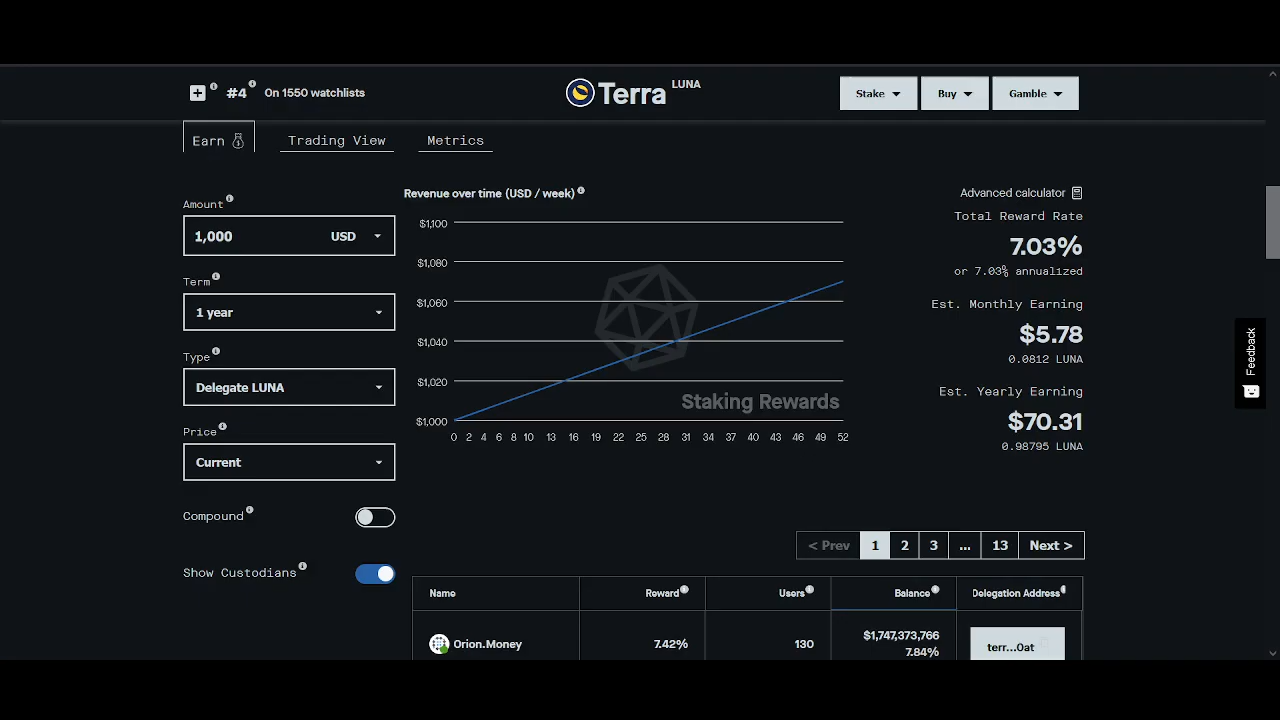 #4 On 1550 watchlists
Terra LUNA
Stake
Buy
Gamble
Earn
Trading View
Metrics
Amount
1,000 USD
Term
1 year
Type
Delegate LUNA
Price
Current
Compound
Show Custodians
Revenue over time (USD / week)
$1,100
$1,080
$1,060
$1,040
$1,020
$1,000
Staking Rewards
0 2 4 6 8 10 13 16 19 22 25 28 31 34 37 40 43 46 49 52
Advanced calculator
Total Reward Rate
7.03%
or 7.03% annualized
Est. Monthly Earning
$5.78
0.0812 LUNA
Est. Yearly Earning
$70.31
0.98795 LUNA
Feedback
< Prev 1 2 3 ... 13 Next >
Name Reward Users Balance Delegation Address
Orion.Money 7.42% 130 $1,747,373,766 terr...0at
7.84%